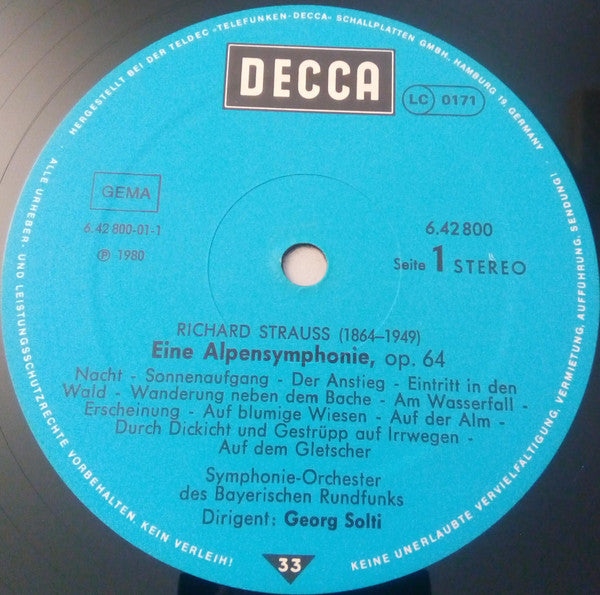 HERGESTELLT BEI DER TELDEC »TELEFUNKEN-DECCA« SCHALLPLATTEN GMBH, HAMBURG 19, GERMANY ·
DECCA
LC 0171
GEMA
6.42 800-01-1
℗ 1980
6.42800
Seite 1 STEREO
RICHARD STRAUSS (1864–1949)
Eine Alpensymphonie, op. 64
Nacht - Sonnenaufgang - Der Anstieg - Eintritt in den
Wald - Wanderung neben dem Bache - Am Wasserfall -
Erscheinung - Auf blumige Wiesen - Auf der Alm -
Durch Dickicht und Gestrüpp auf Irrwegen -
Auf dem Gletscher
Symphonie-Orchester
des Bayerischen Rundfunks
Dirigent: Georg Solti
33
ALLE URHEBER- UND LEISTUNGSSCHUTZRECHTE VORBEHALTEN. KEIN VERLEIH!
KEINE UNERLAUBTE VERVIELFÄLTIGUNG, VERMIETUNG, AUFFÜHRUNG, SENDUNG!